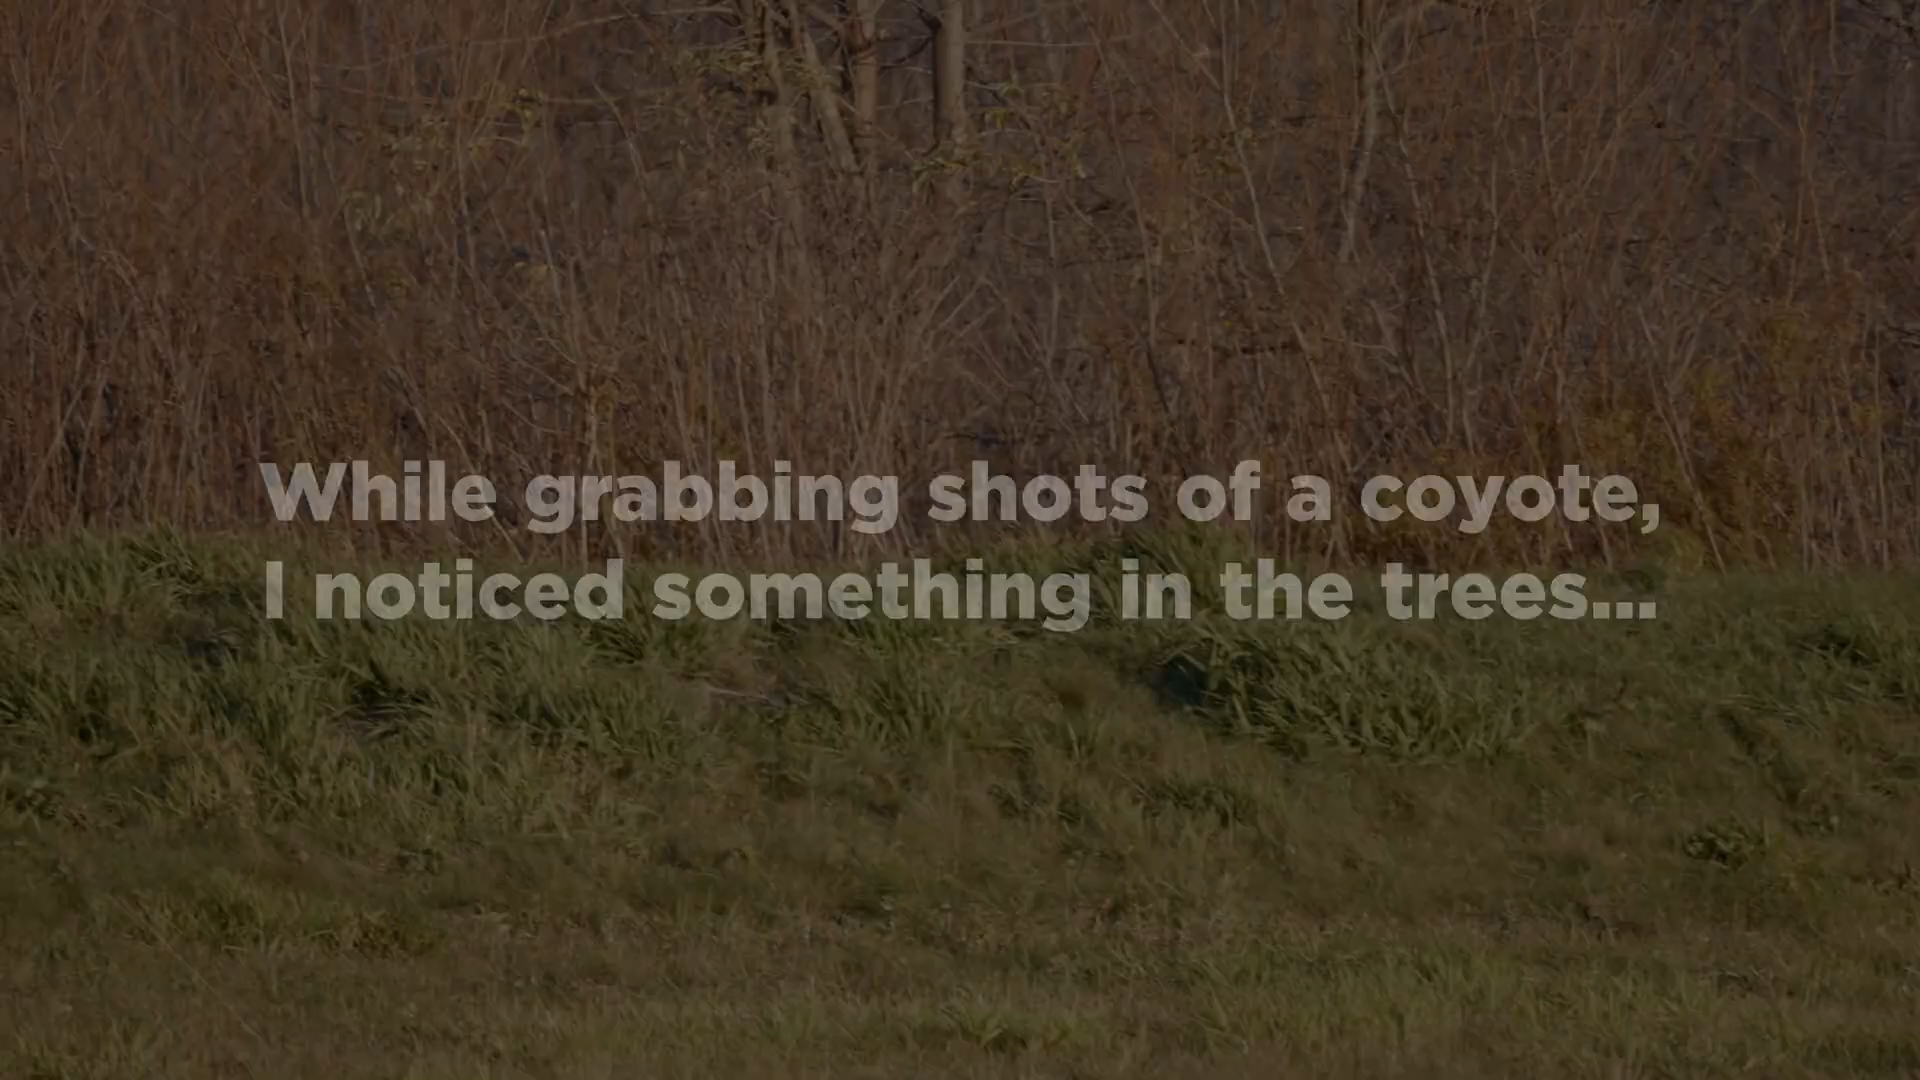 While grabbing shots of a coyote,
I noticed something in the trees...